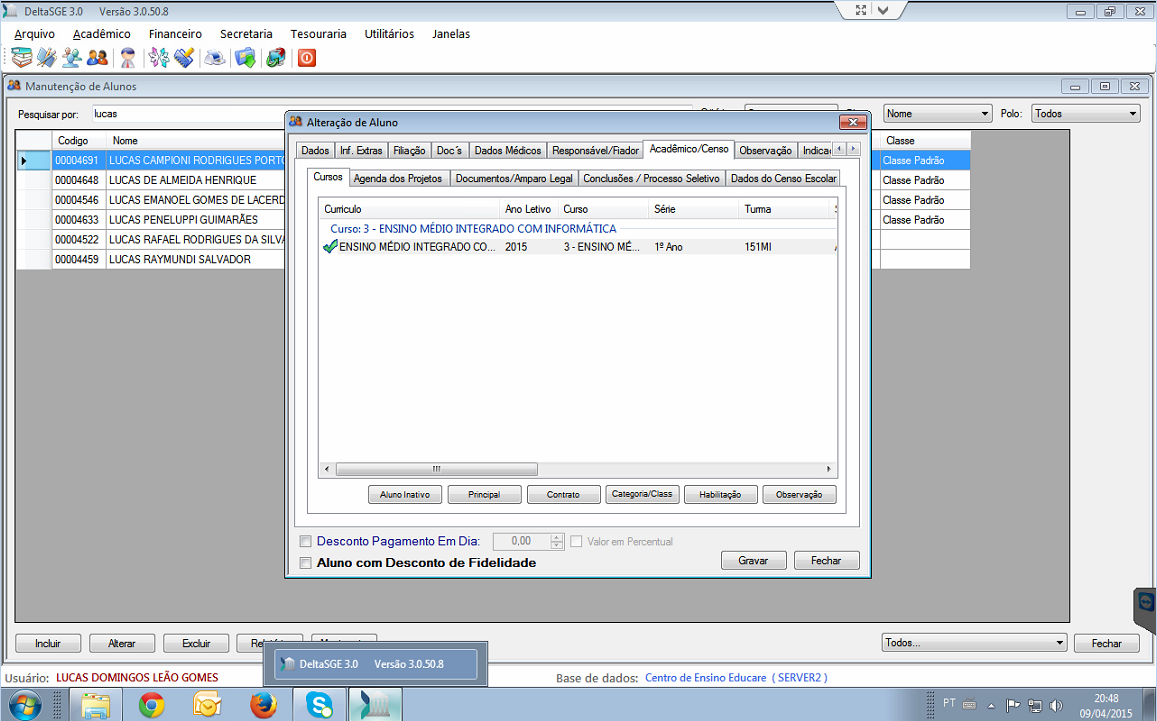 DeltaSGE 3.0 Versão 3.0.50.8
Arquivo Acadêmico Financeiro Secretaria Tesouraria Utilitários Janelas
Manutenção de Alunos
Pesquisar por: lucas Nome Polo: Todos
Codigo Nome Classe
00004691 LUCAS CAMPIONI RODRIGUES PORTO Classe Padrão
00004648 LUCAS DE ALMEIDA HENRIQUE Classe Padrão
00004546 LUCAS EMANOEL GOMES DE LACERD Classe Padrão
00004633 LUCAS PENELUPPI GUIMARÃES Classe Padrão
00004522 LUCAS RAFAEL RODRIGUES DA SILVA
00004459 LUCAS RAYMUNDI SALVADOR
Alteração de Aluno
Dados Inf. Extras Filiação Doc´s Dados Médicos Responsável/Fiador Acadêmico/Censo Observação Indica
Cursos Agenda dos Projetos Documentos/Amparo Legal Conclusões / Processo Seletivo Dados do Censo Escolar
Curriculo Ano Letivo Curso Série Turma
Curso: 3 - ENSINO MÉDIO INTEGRADO COM INFORMÁTICA
ENSINO MÉDIO INTEGRADO CO... 2015 3 - ENSINO MÉ... 1º Ano 151MI
Aluno Inativo Principal Contrato Categoria/Class Habilitação Observação
Desconto Pagamento Em Dia: 0,00 Valor em Percentual
Aluno com Desconto de Fidelidade
Gravar Fechar
Incluir Alterar Excluir Todos... Fechar
DeltaSGE 3.0 Versão 3.0.50.8
Usuário: LUCAS DOMINGOS LEÃO GOMES Base de dados: Centro de Ensino Educare ( SERVER2 )
PT 20:48
09/04/2015